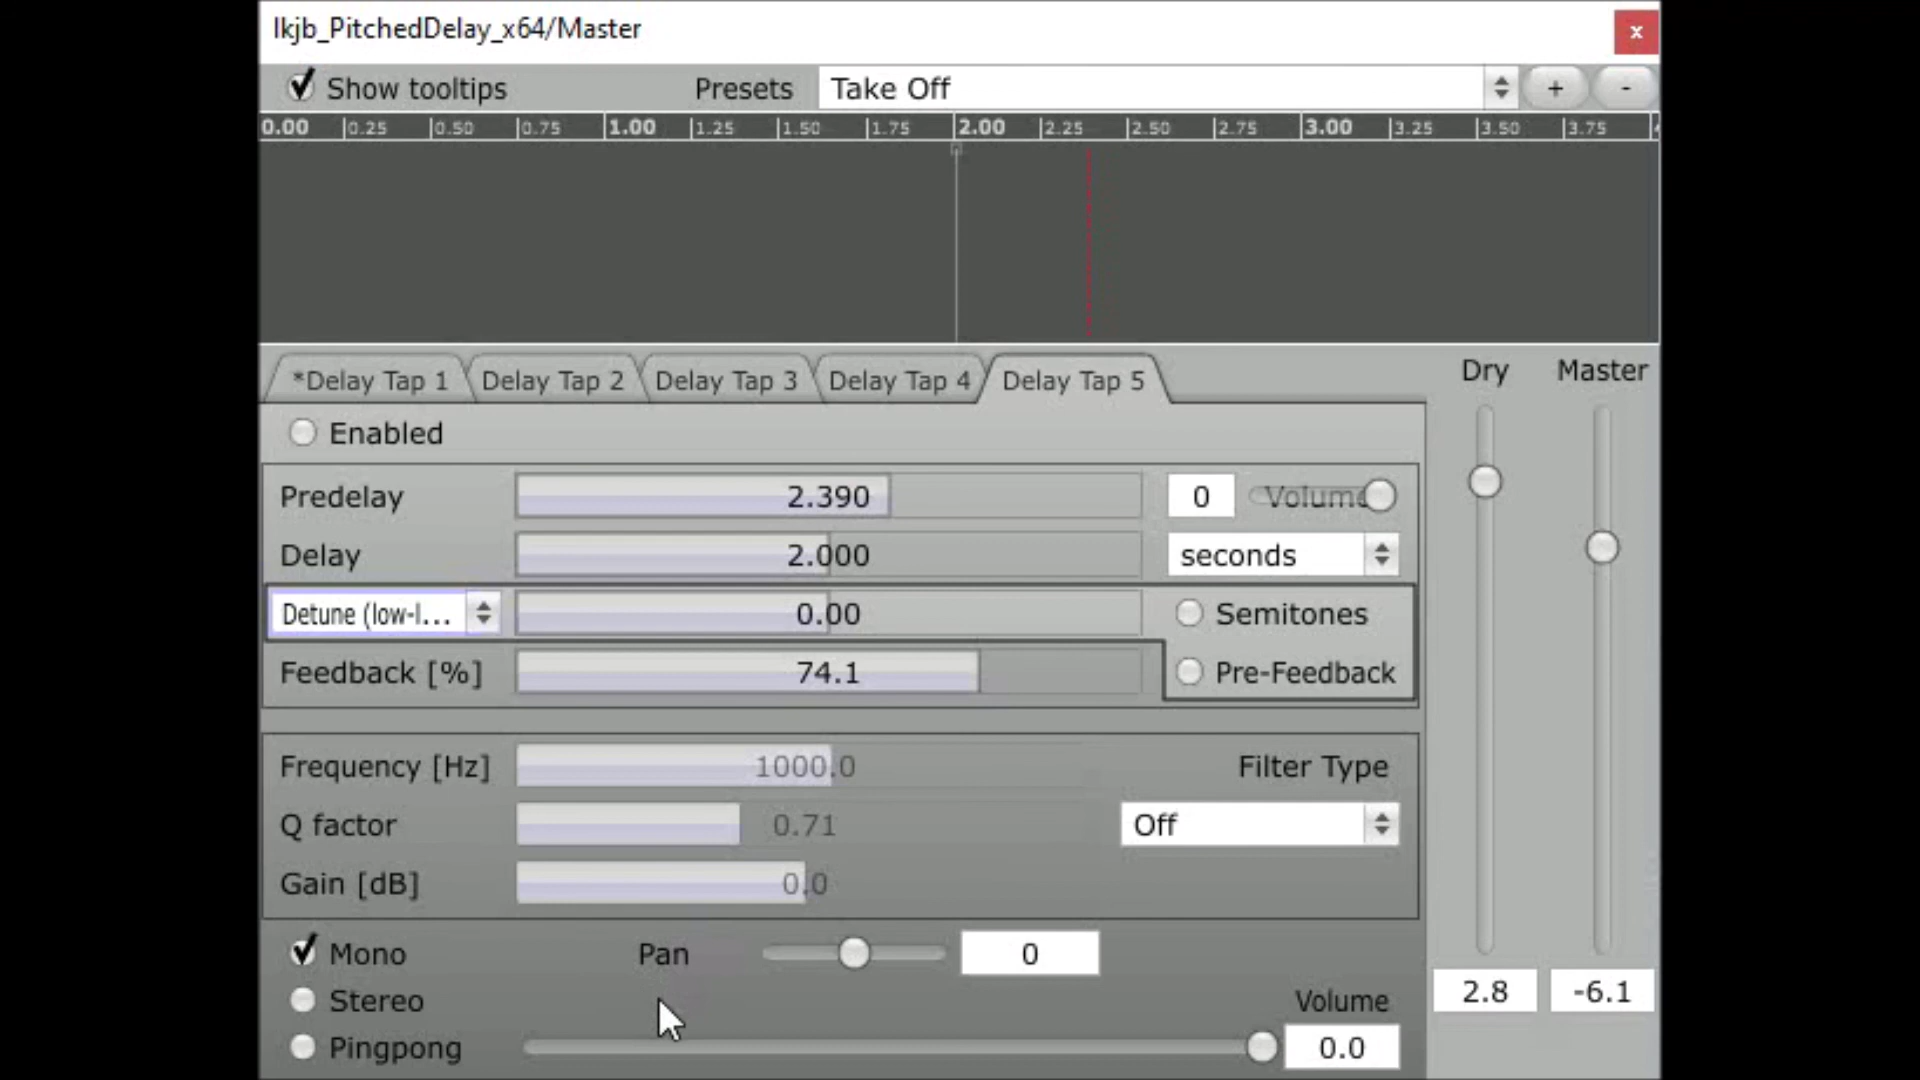 lkjb_PitchedDelay_x64/Master
x
Show tooltips Presets Take Off + -
0.00 0.25 0.50 0.75 1.00 1.25 1.50 1.75 2.00 2.25 2.50 2.75 3.00 3.25 3.50 3.75
*Delay Tap 1 Delay Tap 2 Delay Tap 3 Delay Tap 4 Delay Tap 5
Dry Master
Enabled
Predelay 2.390 0 Volume
Delay 2.000 seconds
Detune (low-l... 0.00 Semitones
Feedback [%] 74.1 Pre-Feedback
Frequency [Hz] 1000.0 Filter Type
Q factor 0.71 Off
Gain [dB] 0.0
Mono Pan 0
Stereo Volume
2.8 -6.1
Pingpong 0.0